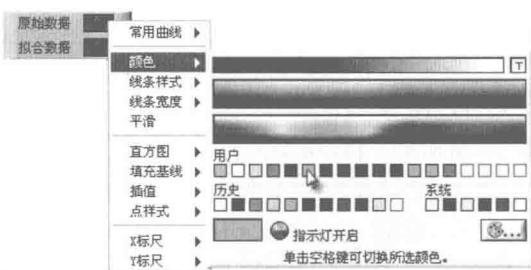 原始数据
拟合数据
常用曲线
颜色
线条样式
线条宽度
平滑
直方图
填充基线
插值
点样式
X标尺
Y标尺
T
用户
历史
系统
指示灯开启
单击空格键可切换所选颜色。